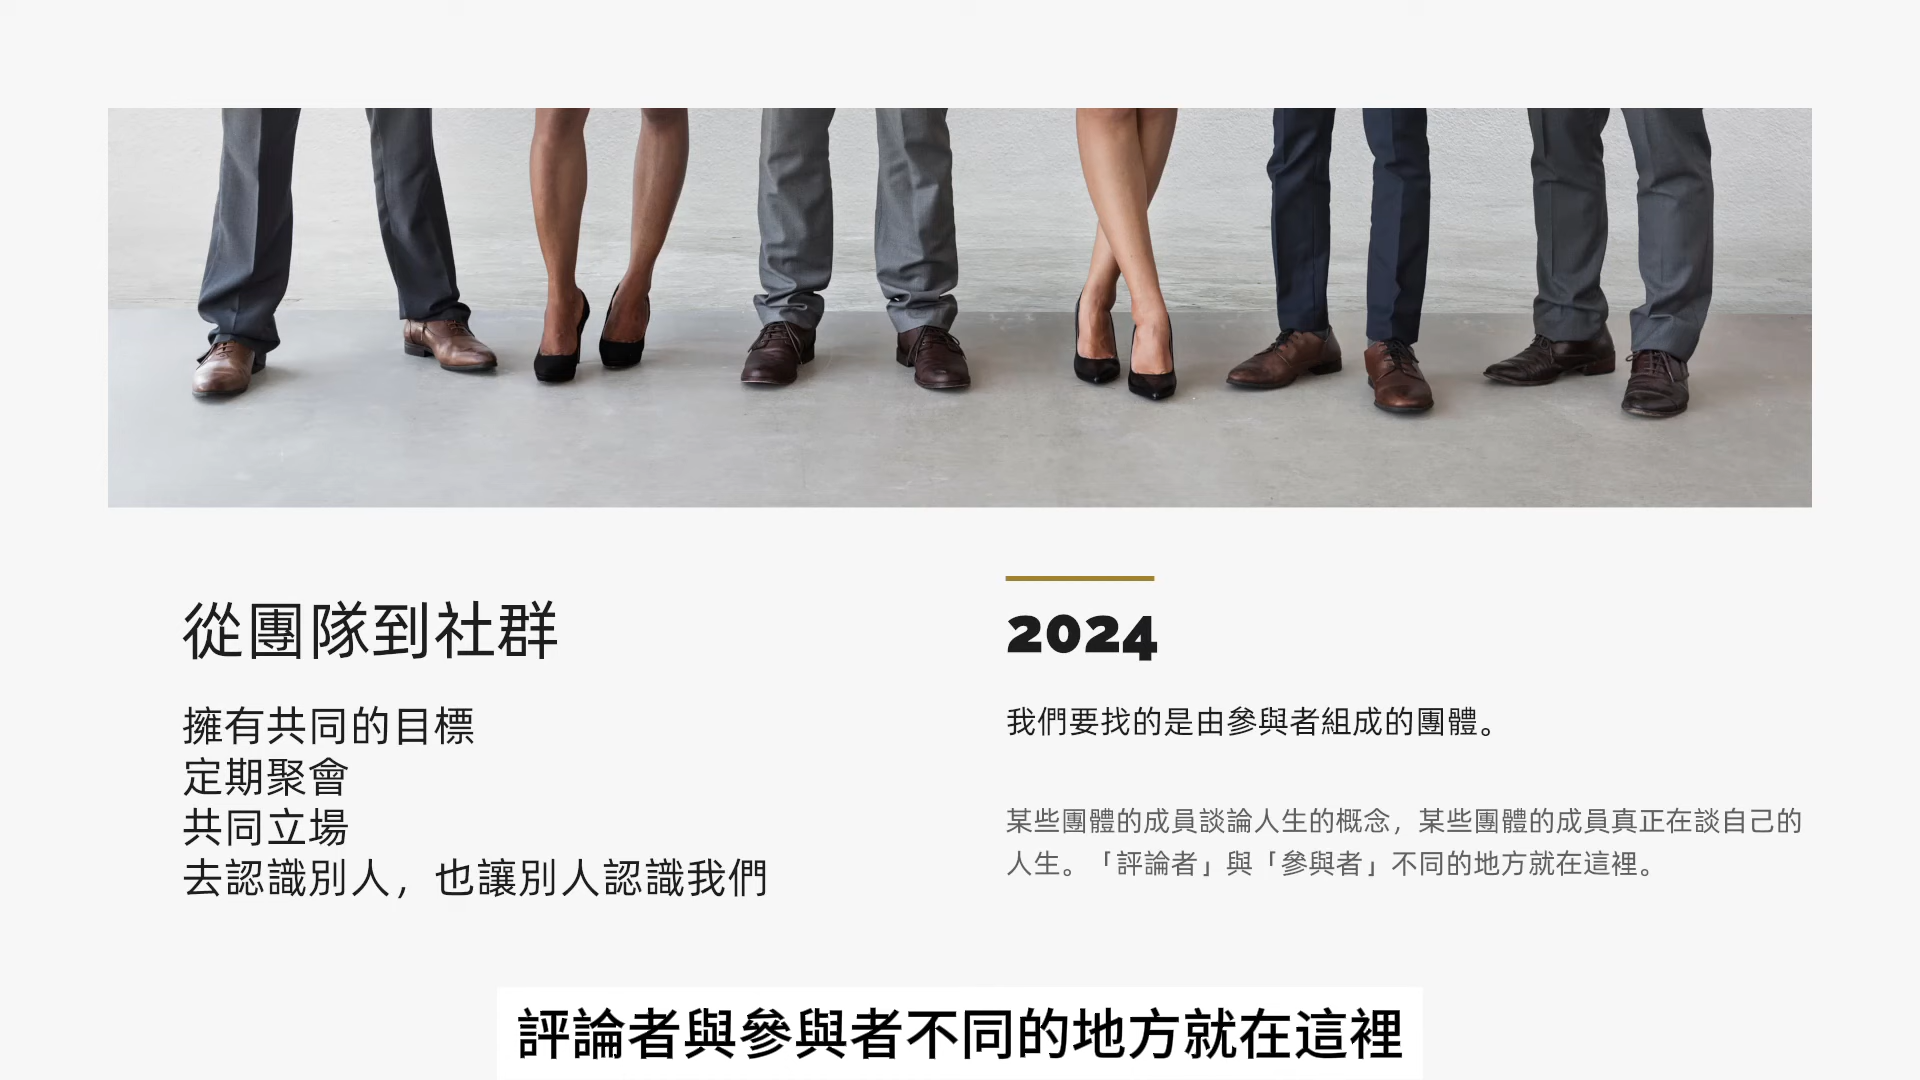 從團隊到社群
擁有共同的目標
定期聚會
共同立場
去認識別人，也讓別人認識我們
2024
我們要找的是由參與者組成的團體。
某些團體的成員談論人生的概念，某些團體的成員真正在談自己的
人生。「評論者」與「參與者」不同的地方就在這裡。
評論者與參與者不同的地方就在這裡